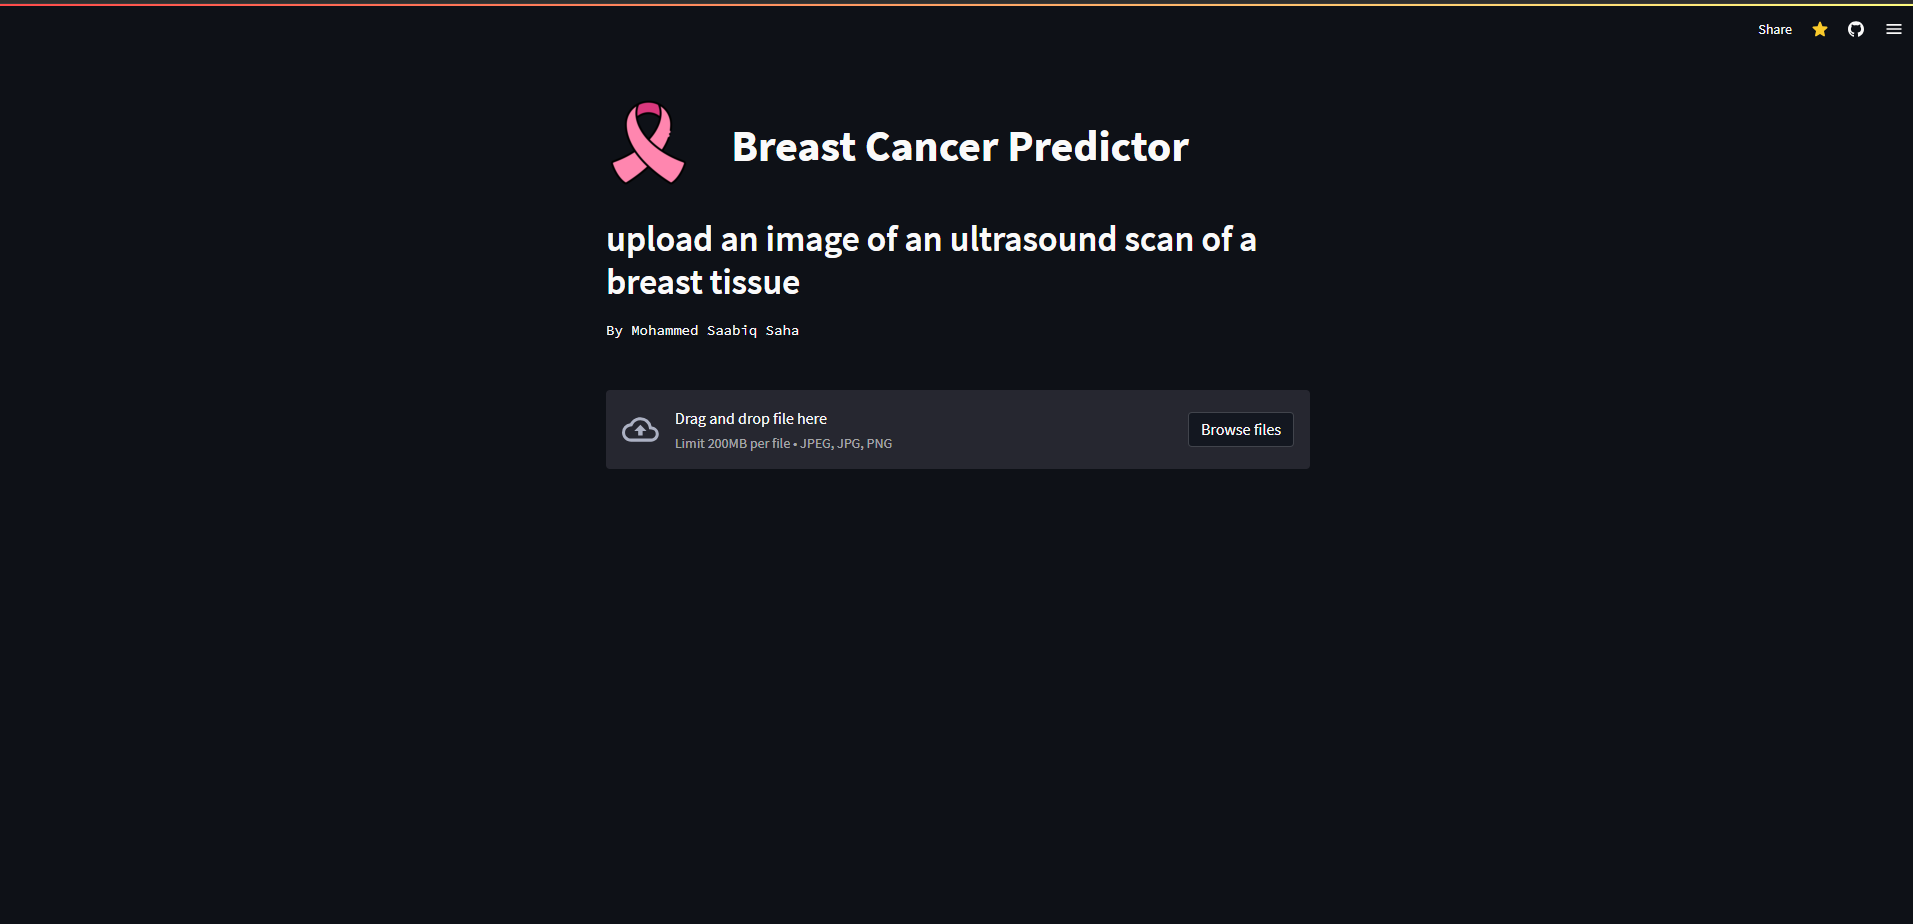 Share
Breast Cancer Predictor
upload an image of an ultrasound scan of a
breast tissue
By Mohammed Saabiq Saha
Drag and drop file here
Limit 200MB per file • JPEG, JPG, PNG
Browse files